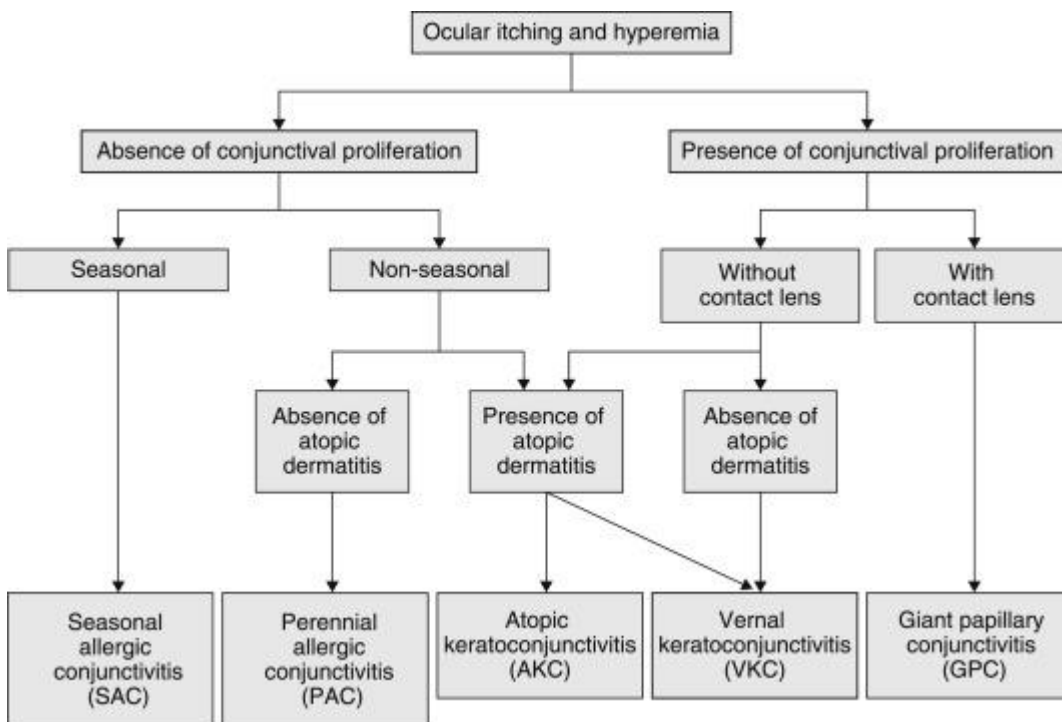 Ocular itching and hyperemia
Absence of conjunctival proliferation
Presence of conjunctival proliferation
Seasonal
Non-seasonal
Without
contact lens
With
contact lens
Absence of
atopic
dermatitis
Presence of
atopic
dermatitis
Absence of
atopic
dermatitis
Seasonal
allergic
conjunctivitis
(SAC)
Perennial
allergic
conjunctivitis
(PAC)
Atopic
keratoconjunctivitis
(AKC)
Vernal
keratoconjunctivitis
(VKC)
Giant papillary
conjunctivitis
(GPC)